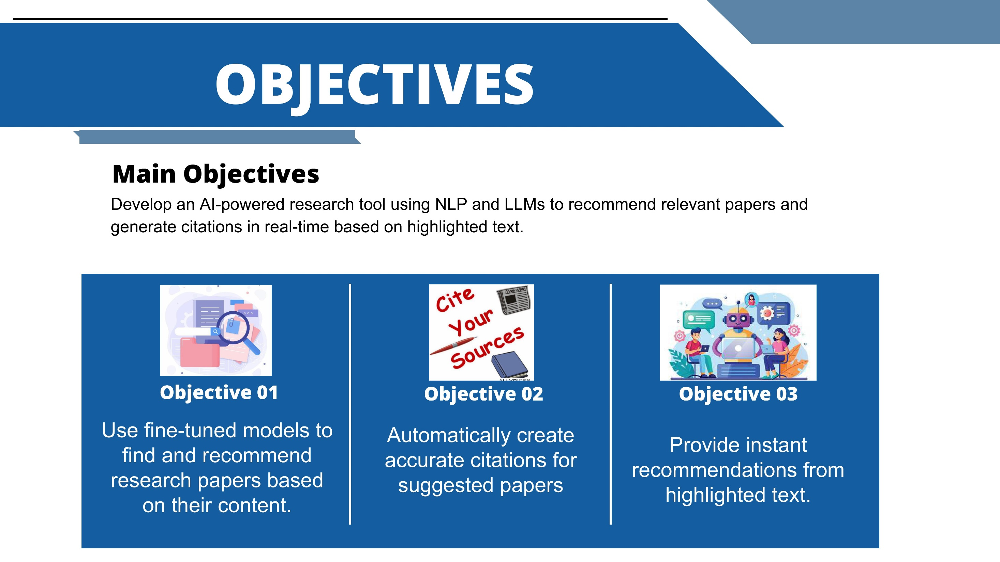 OBJECTIVES
Main Objectives
Develop an AI-powered research tool using NLP and LLMs to recommend relevant papers and
generate citations in real-time based on highlighted text.
Objective 01
Use fine-tuned models to
find and recommend
research papers based
on their content.
Cite
Your
Sources
Objective 02
Automatically create
accurate citations for
suggested papers
Objective 03
Provide instant
recommendations from
highlighted text.